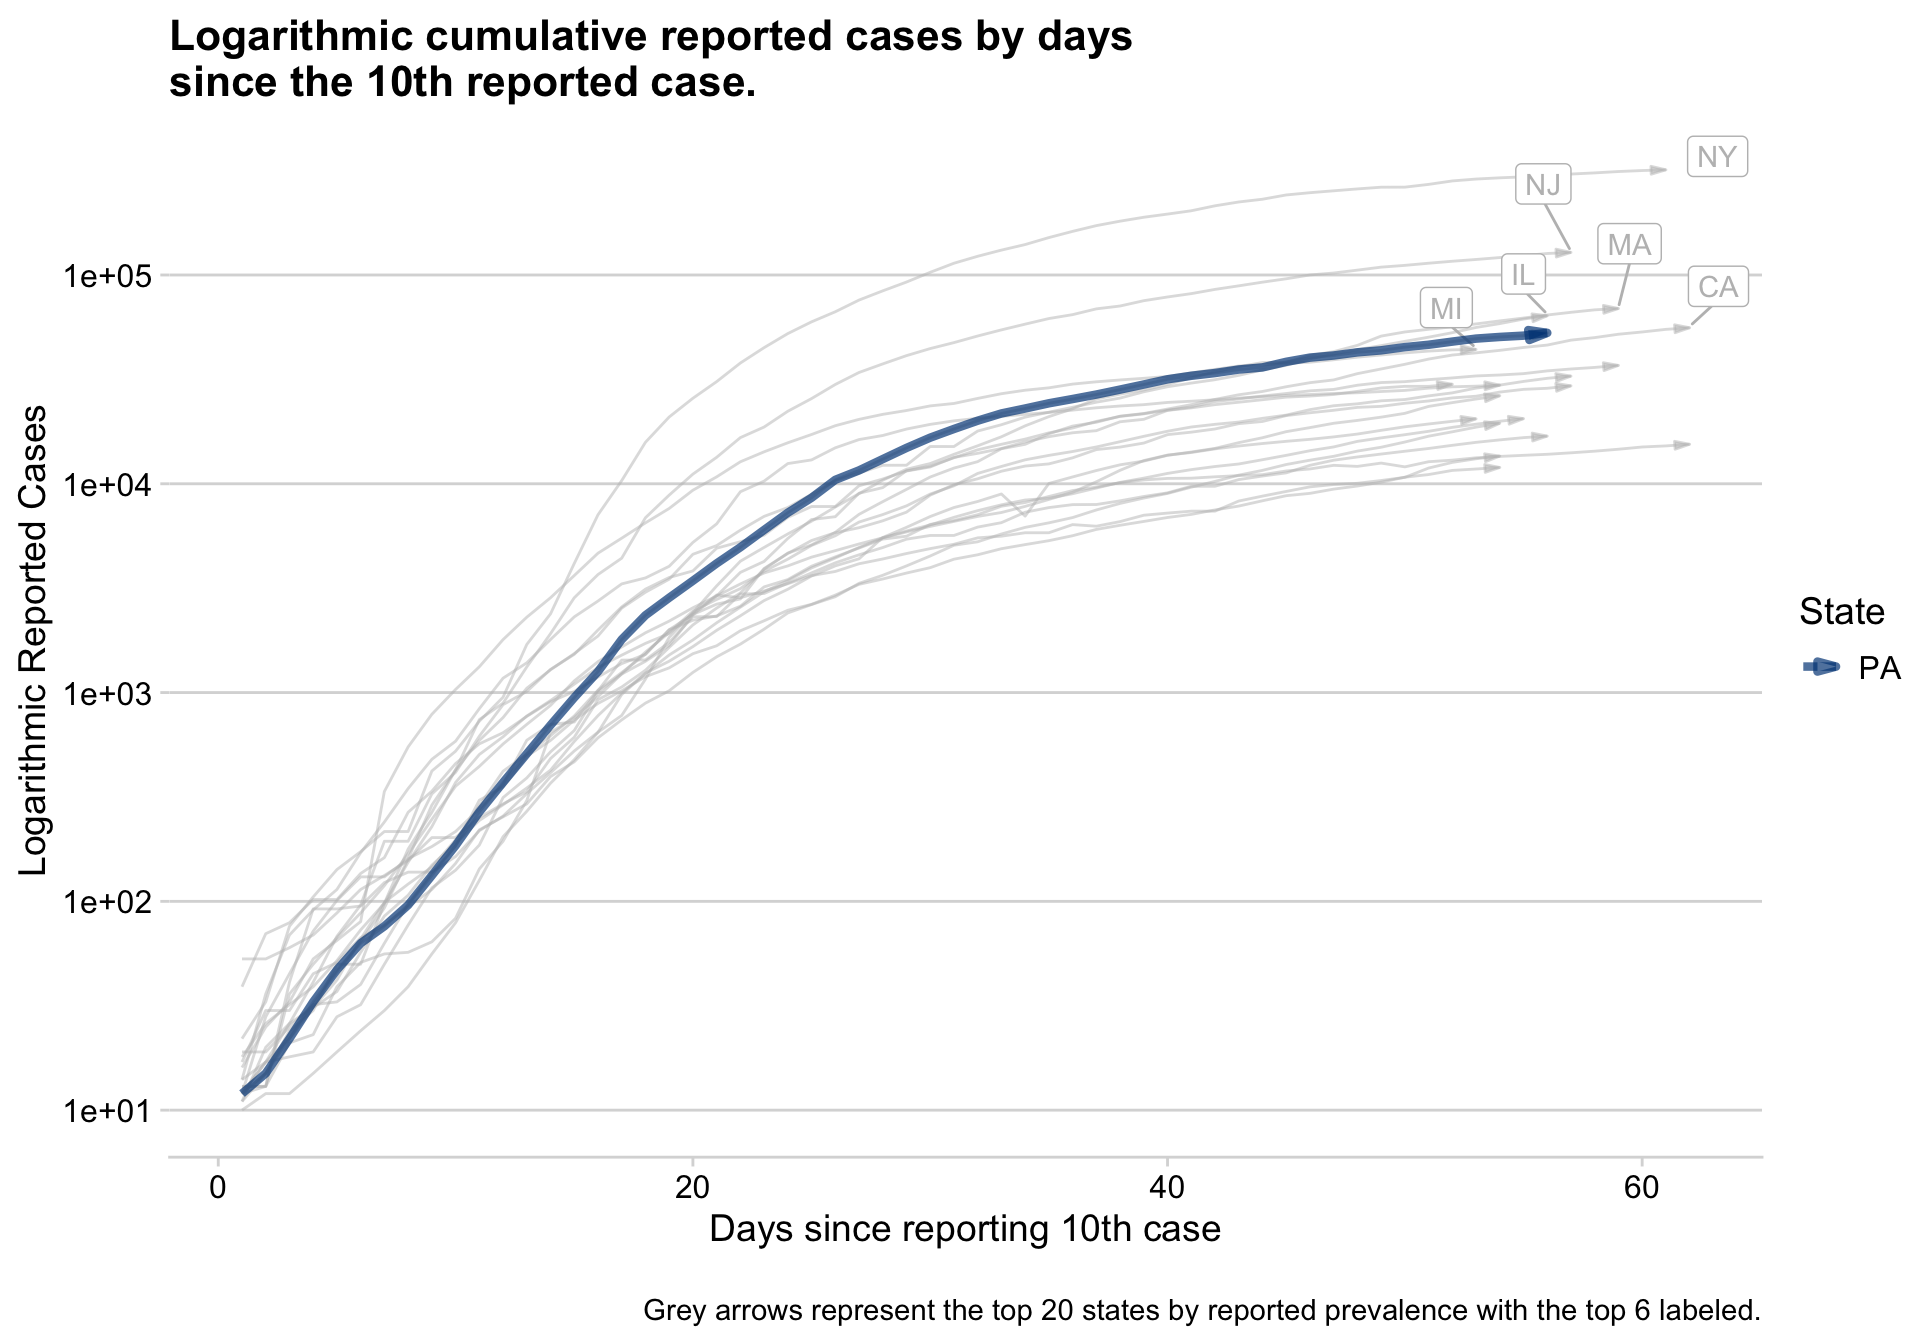 Logarithmic cumulative reported cases by days
since the 10th reported case.
NY
NJ
MA
IL
CA
MI
1e+05
1e+04
1e+03
1e+02
1e+01
Logarithmic Reported Cases
State
PA
0 20 40 60
Days since reporting 10th case
Grey arrows represent the top 20 states by reported prevalence with the top 6 labeled.